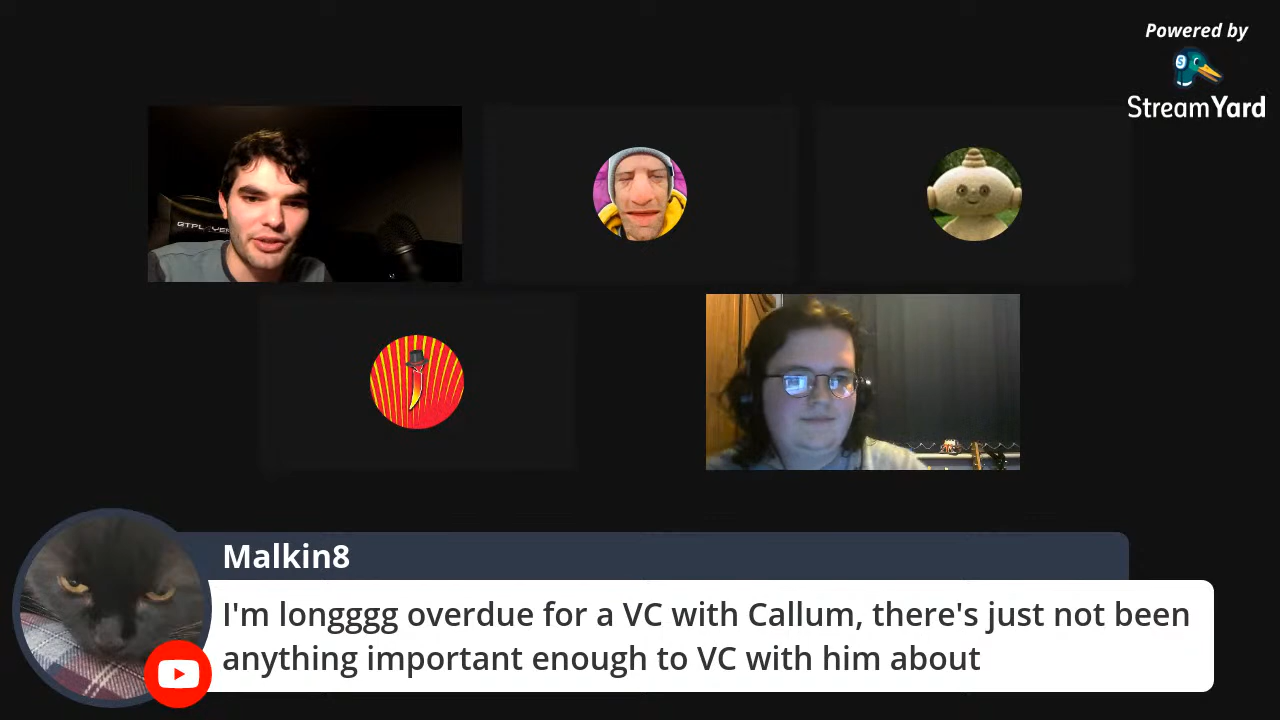 Powered by
StreamYard
GTPLAYER
Malkin8
I'm longggg overdue for a VC with Callum, there's just not been
anything important enough to VC with him about